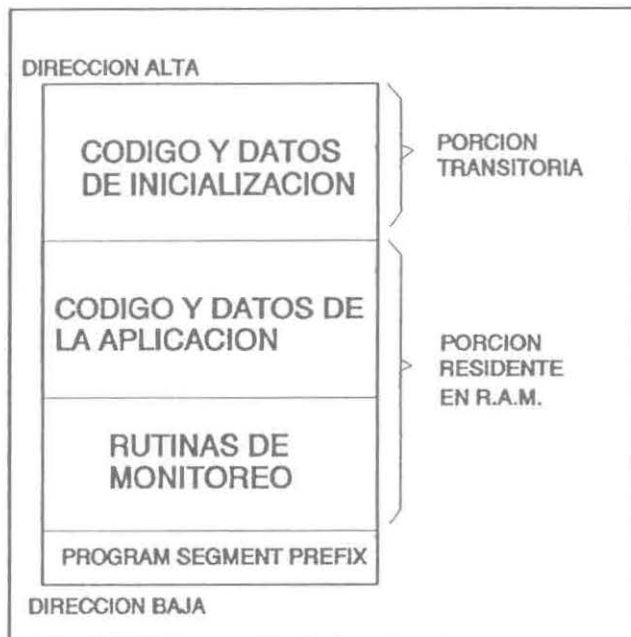 DIRECCION ALTA
CODIGO Y DATOS
DE INICIALIZACION
PORCION
TRANSITORIA
CODIGO Y DATOS DE
LA APLICACION
PORCION
RESIDENTE
EN R.A.M.
RUTINAS DE
MONITOREO
PROGRAM SEGMENT PREFIX
DIRECCION BAJA